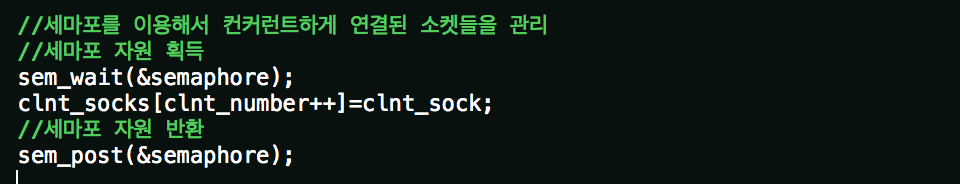 //세마포를 이용해서 컨커런트하게 연결된 소켓들을 관리
//세마포 자원 획득
sem_wait(&semaphore);
clnt_socks[clnt_number++]=clnt_sock;
//세마포 자원 반환
sem_post(&semaphore);